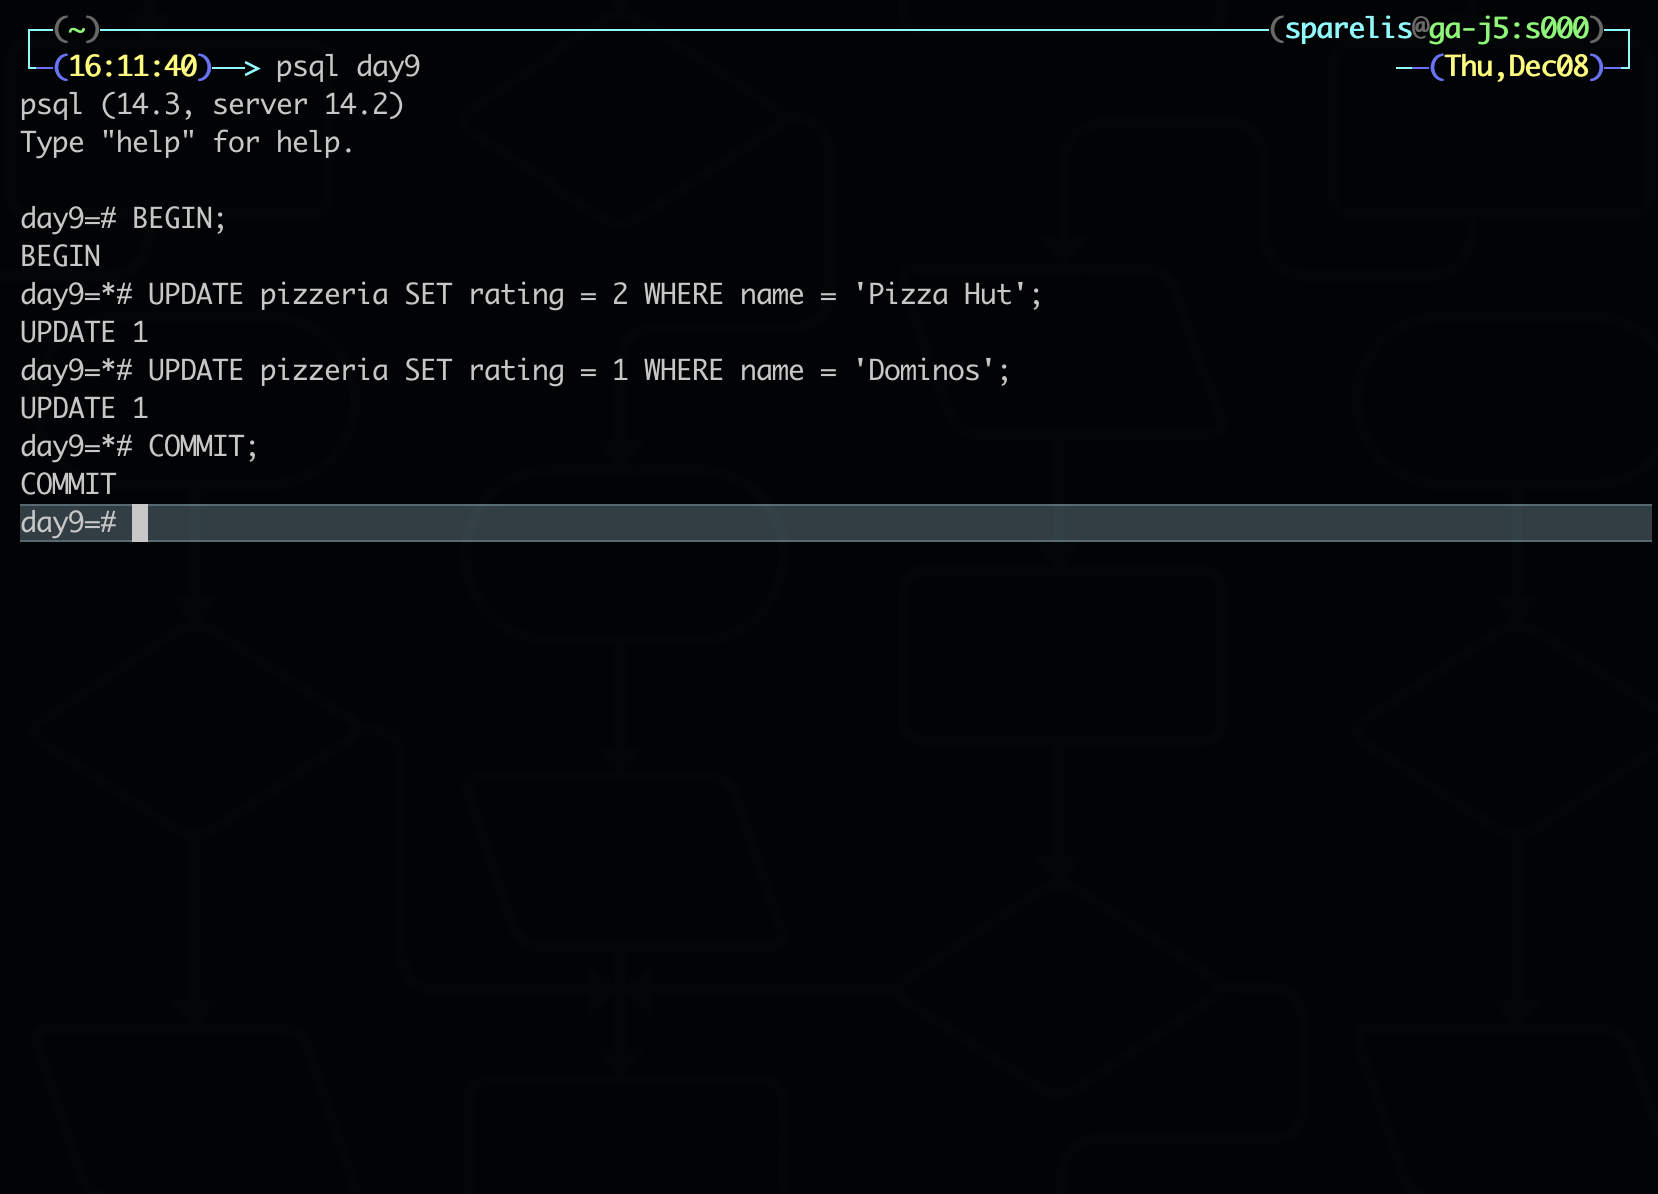 (~) (sparelis@ga-j5:s000)
(16:11:40)—> psql day9 (Thu,Dec08)
psql (14.3, server 14.2)
Type "help" for help.
day9=# BEGIN;
BEGIN
day9=*# UPDATE pizzeria SET rating = 2 WHERE name = 'Pizza Hut';
UPDATE 1
day9=*# UPDATE pizzeria SET rating = 1 WHERE name = 'Dominos';
UPDATE 1
day9=*# COMMIT;
COMMIT
day9=#